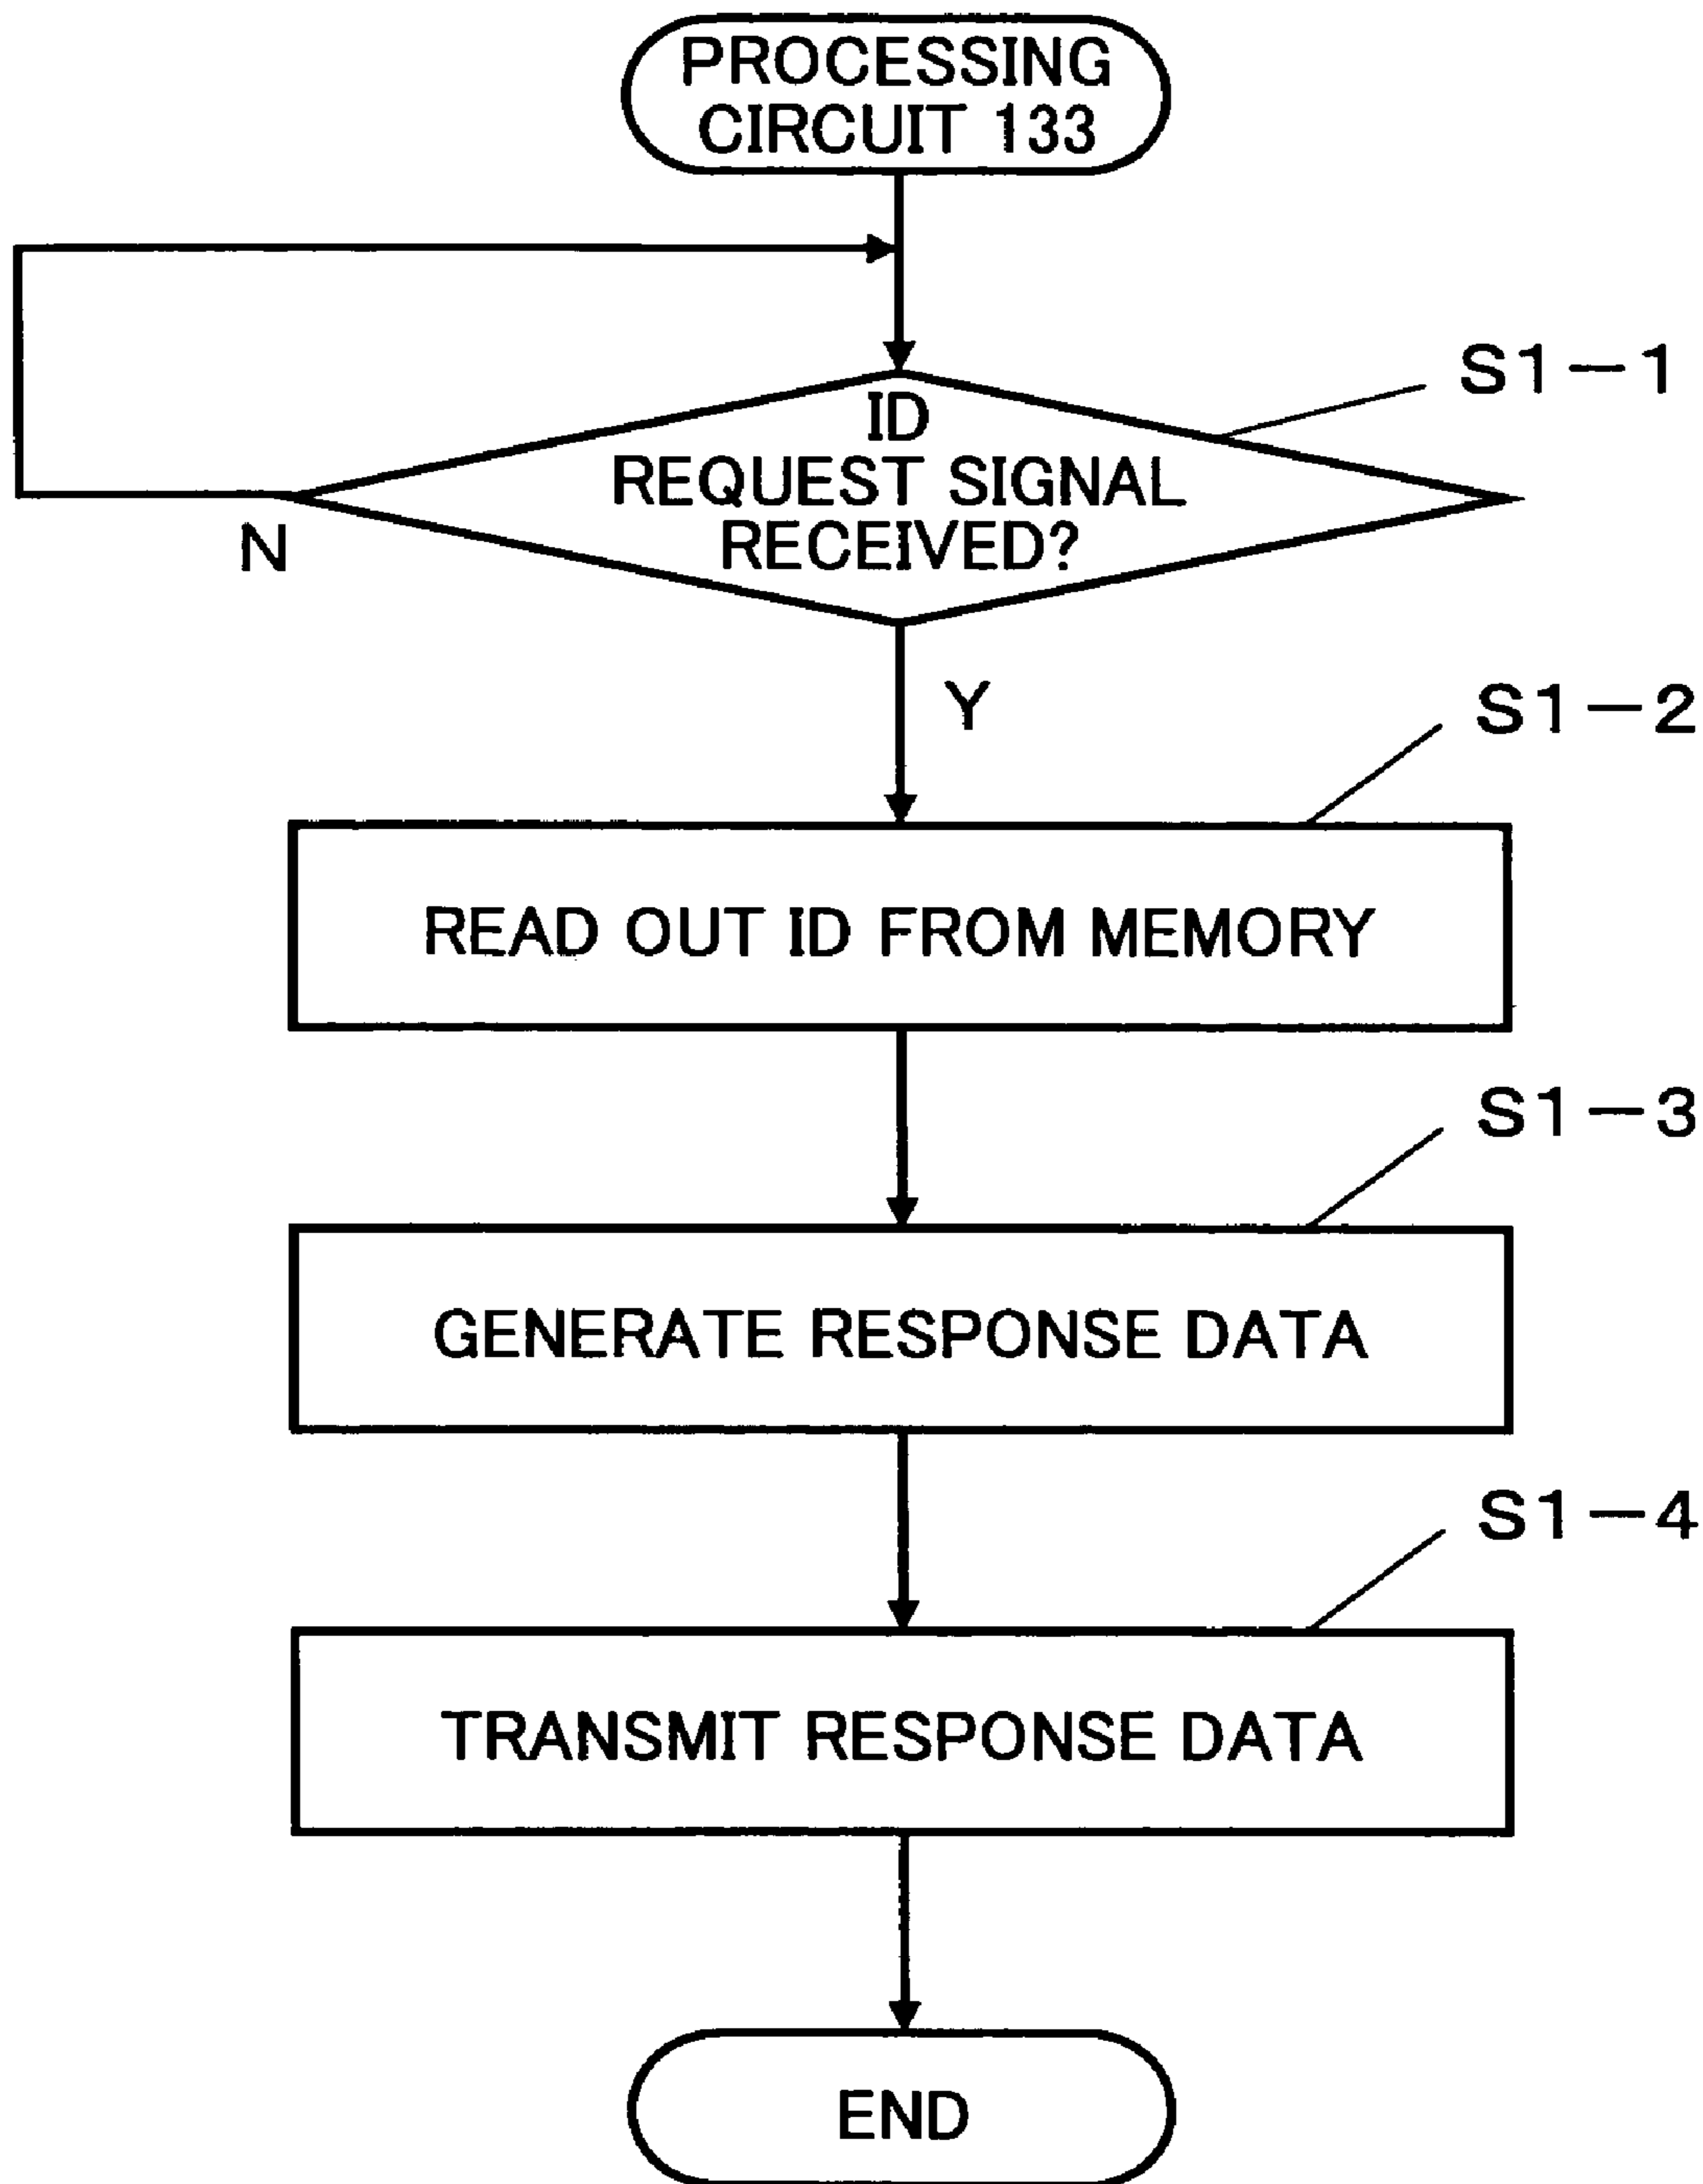 PROCESSING
CIRCUIT 133
S1-1
ID
REQUEST SIGNAL
RECEIVED?
N
Y
S1-2
READ OUT ID FROM MEMORY
S1-3
GENERATE RESPONSE DATA
S1-4
TRANSMIT RESPONSE DATA
END